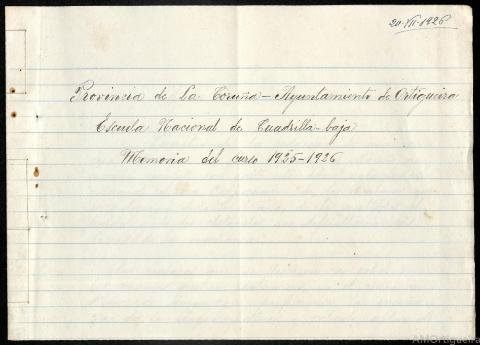 20-VII-1926
Provincia de La Coruña - Ayuntamiento de Ortigueira
Escuela Nacional de Cuadrilla-baja
Memoria del curso 1925-1926
AMOrtigueira